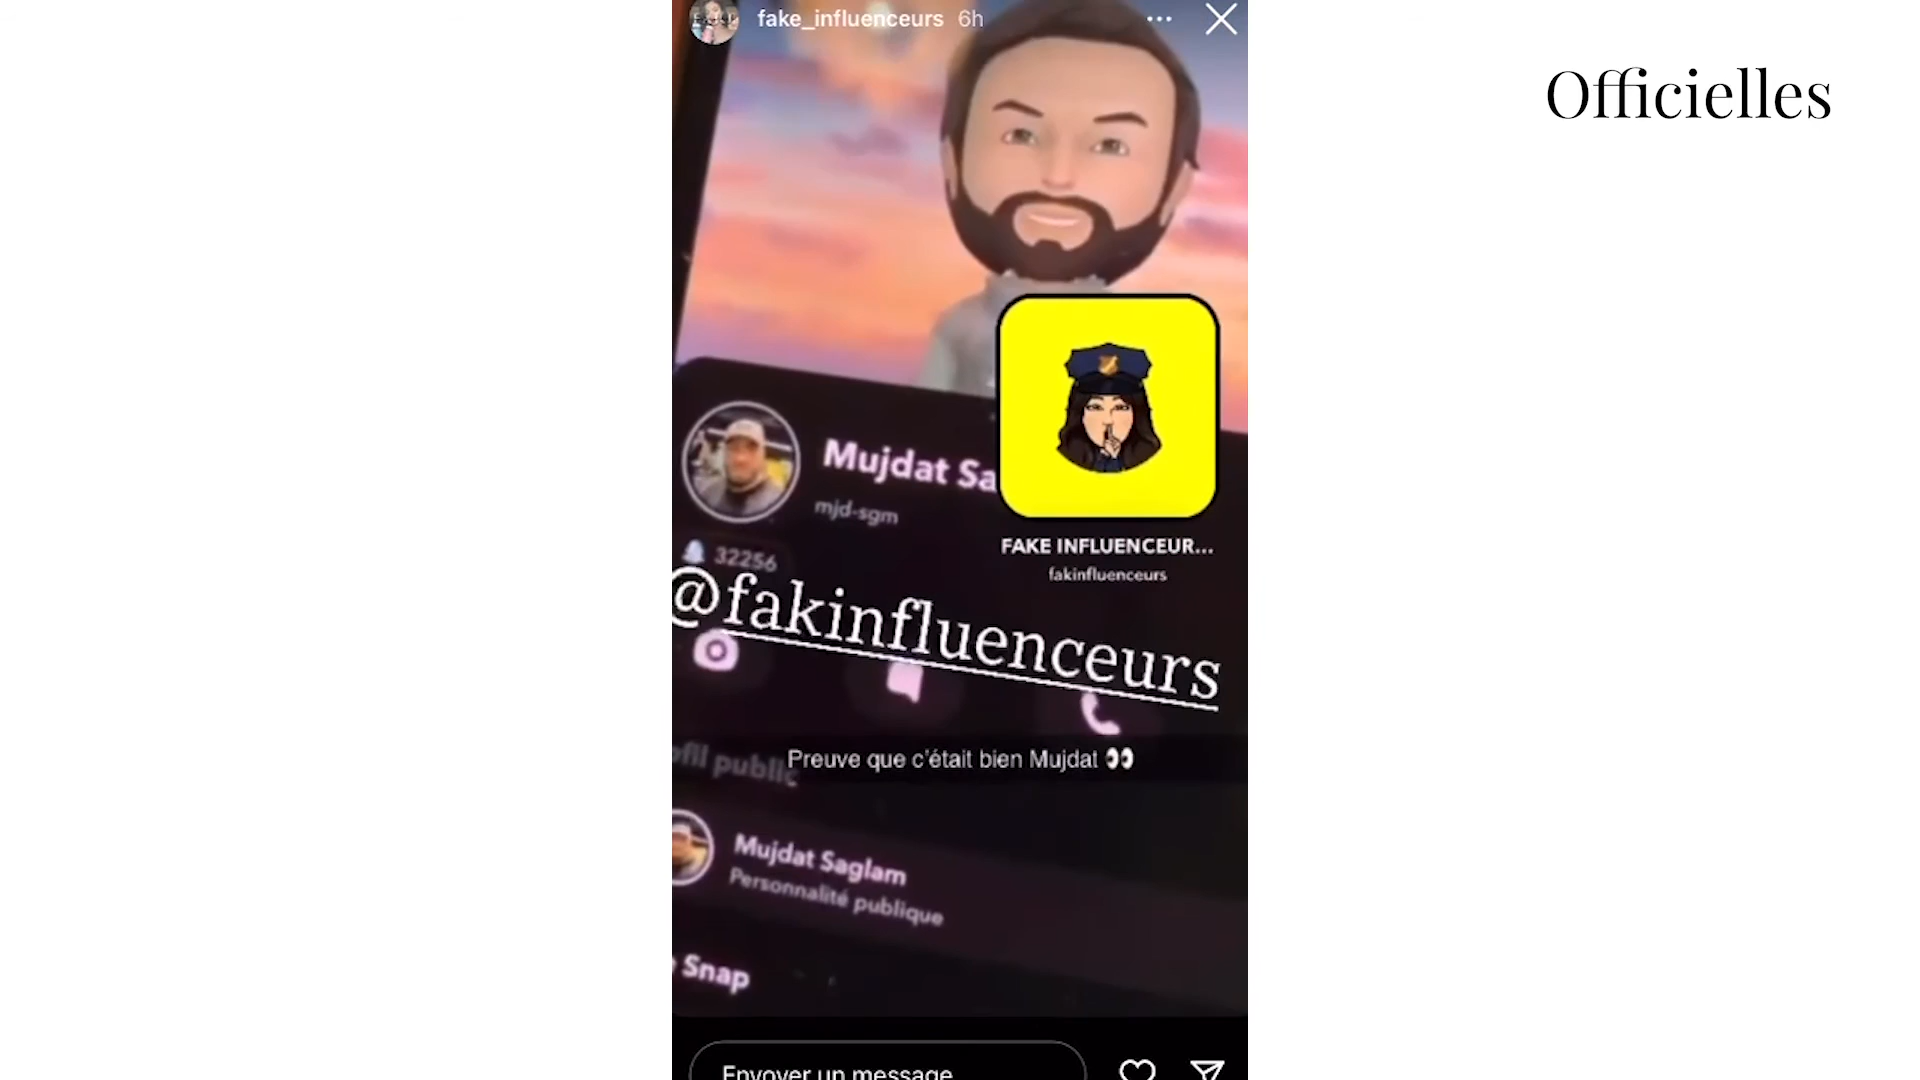 fake_influenceurs 6h
Officielles
Mujdat Sa
mjd-sgm
32256
FAKE INFLUENCEUR...
fakinfluenceurs
@fakinfluenceurs
ofil public
Preuve que c'était bien Mujdat 👀
Mujdat Saglam
Personnalité publique
Snap
Envoyer un message